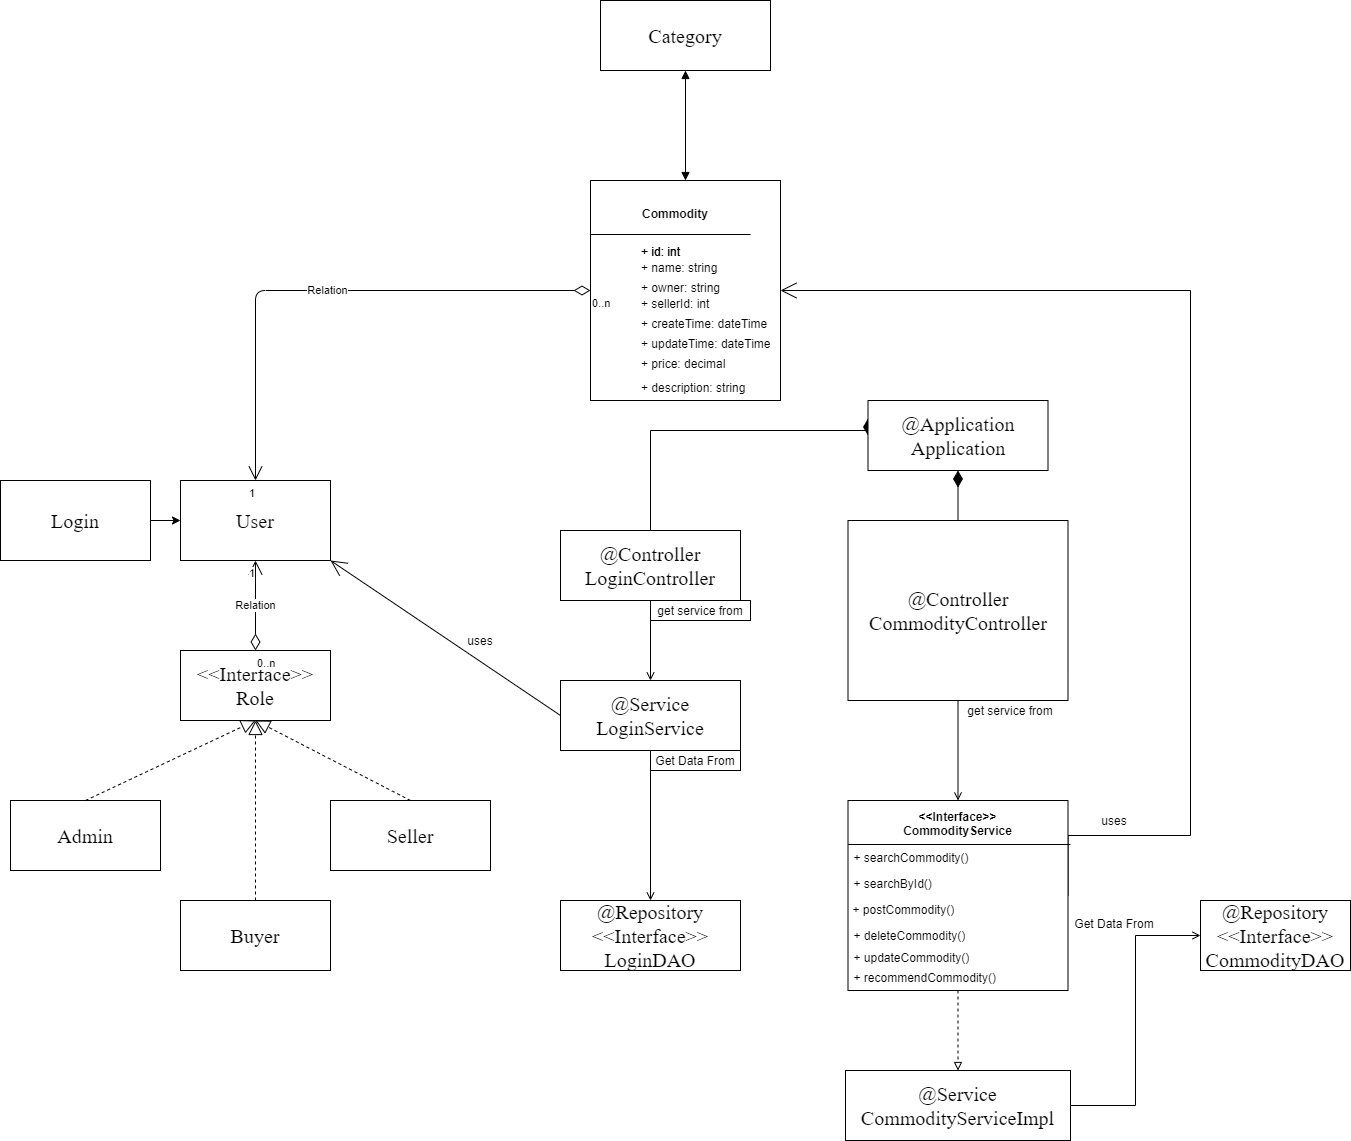 Category
Commodity
+ id: int
+ name: string
+ owner: string
+ sellerId: int
+ createTime: dateTime
+ updateTime: dateTime
+ price: decimal
+ description: string
0..n
Relation
@Application
Application
Login
1
User
1
Relation
0..n
<<Interface>>
Role
Admin
Seller
Buyer
uses
@Controller
LoginController
get service from
@Service
LoginService
Get Data From
@Repository
<<Interface>>
LoginDAO
@Controller
CommodityController
get service from
<<Interface>>
CommodityService
+ searchCommodity()
+ searchById()
+ postCommodity()
+ deleteCommodity()
+ updateCommodity()
+ recommendCommodity()
uses
Get Data From
@Repository
<<Interface>>
CommodityDAO
@Service
CommodityServiceImpl